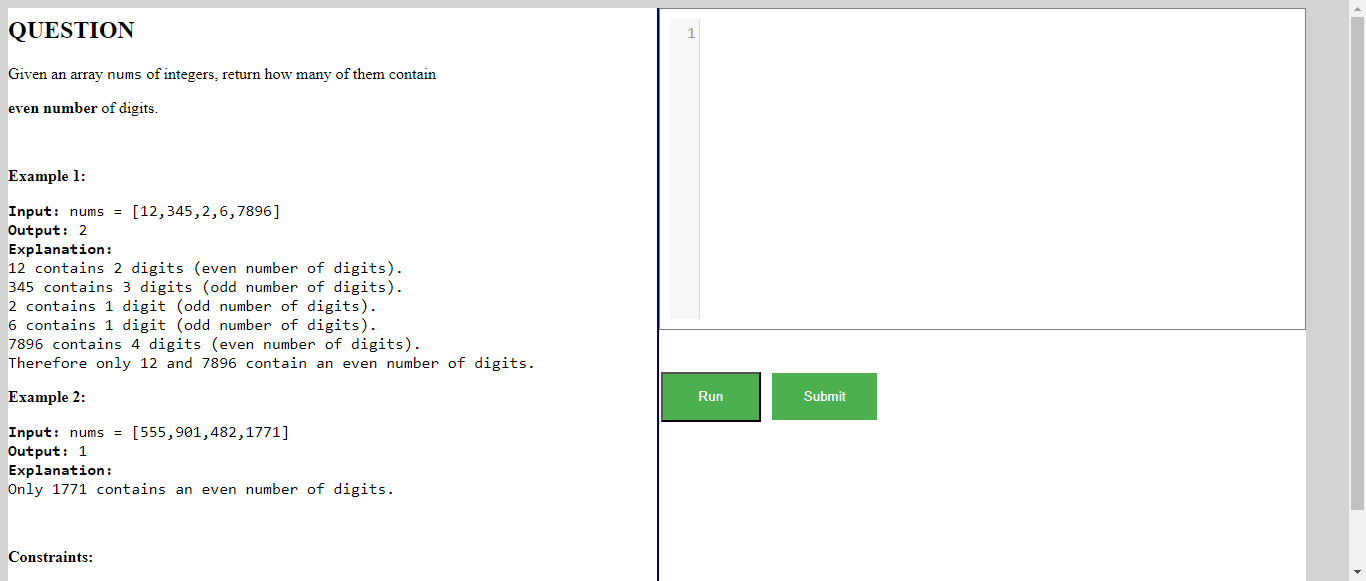 QUESTION
Given an array nums of integers, return how many of them contain
even number of digits.
Example 1:
Input: nums = [12,345,2,6,7896]
Output: 2
Explanation:
12 contains 2 digits (even number of digits).
345 contains 3 digits (odd number of digits).
2 contains 1 digit (odd number of digits).
6 contains 1 digit (odd number of digits).
7896 contains 4 digits (even number of digits).
Therefore only 12 and 7896 contain an even number of digits.
Example 2:
Input: nums = [555,901,482,1771]
Output: 1
Explanation:
Only 1771 contains an even number of digits.
Constraints:
1
Run
Submit